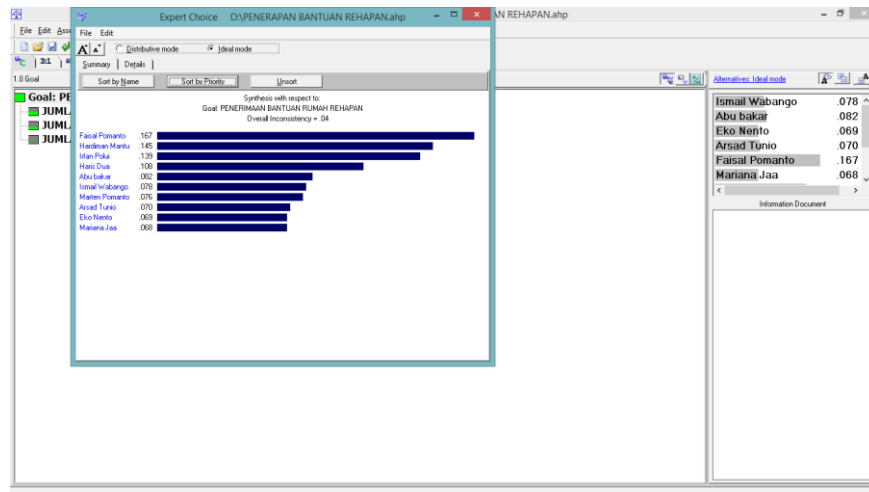 Expert Choice D:\PENERAPAN BANTUAN REHAPAN.ahp
AN REHAPAN.ahp
File Edit Asse
File Edit
Distributive mode Ideal mode
3:1
Summary Details
1.0 Goal
Sort by Name Sort by Priority Unsort
Alternatives: Ideal mode
Synthesis with respect to:
Goal: PENERIMAAN BANTUAN RUMAH REHAPAN
Overall Inconsistency = .04
Goal: PE
JUML
JUML
JUML
Faisal Pomanto .167
Hardiman Mantu .145
Irfan Polui .139
Haris Dua .108
Abu bakar .082
Ismail Wabango .078
Marten Pomanto .076
Arsad Tunio .070
Eko Nento .069
Mariana Jaa .068
Ismail Wabango .078
Abu bakar .082
Eko Nento .069
Arsad Tunio .070
Faisal Pomanto .167
Mariana Jaa .068
Information Document